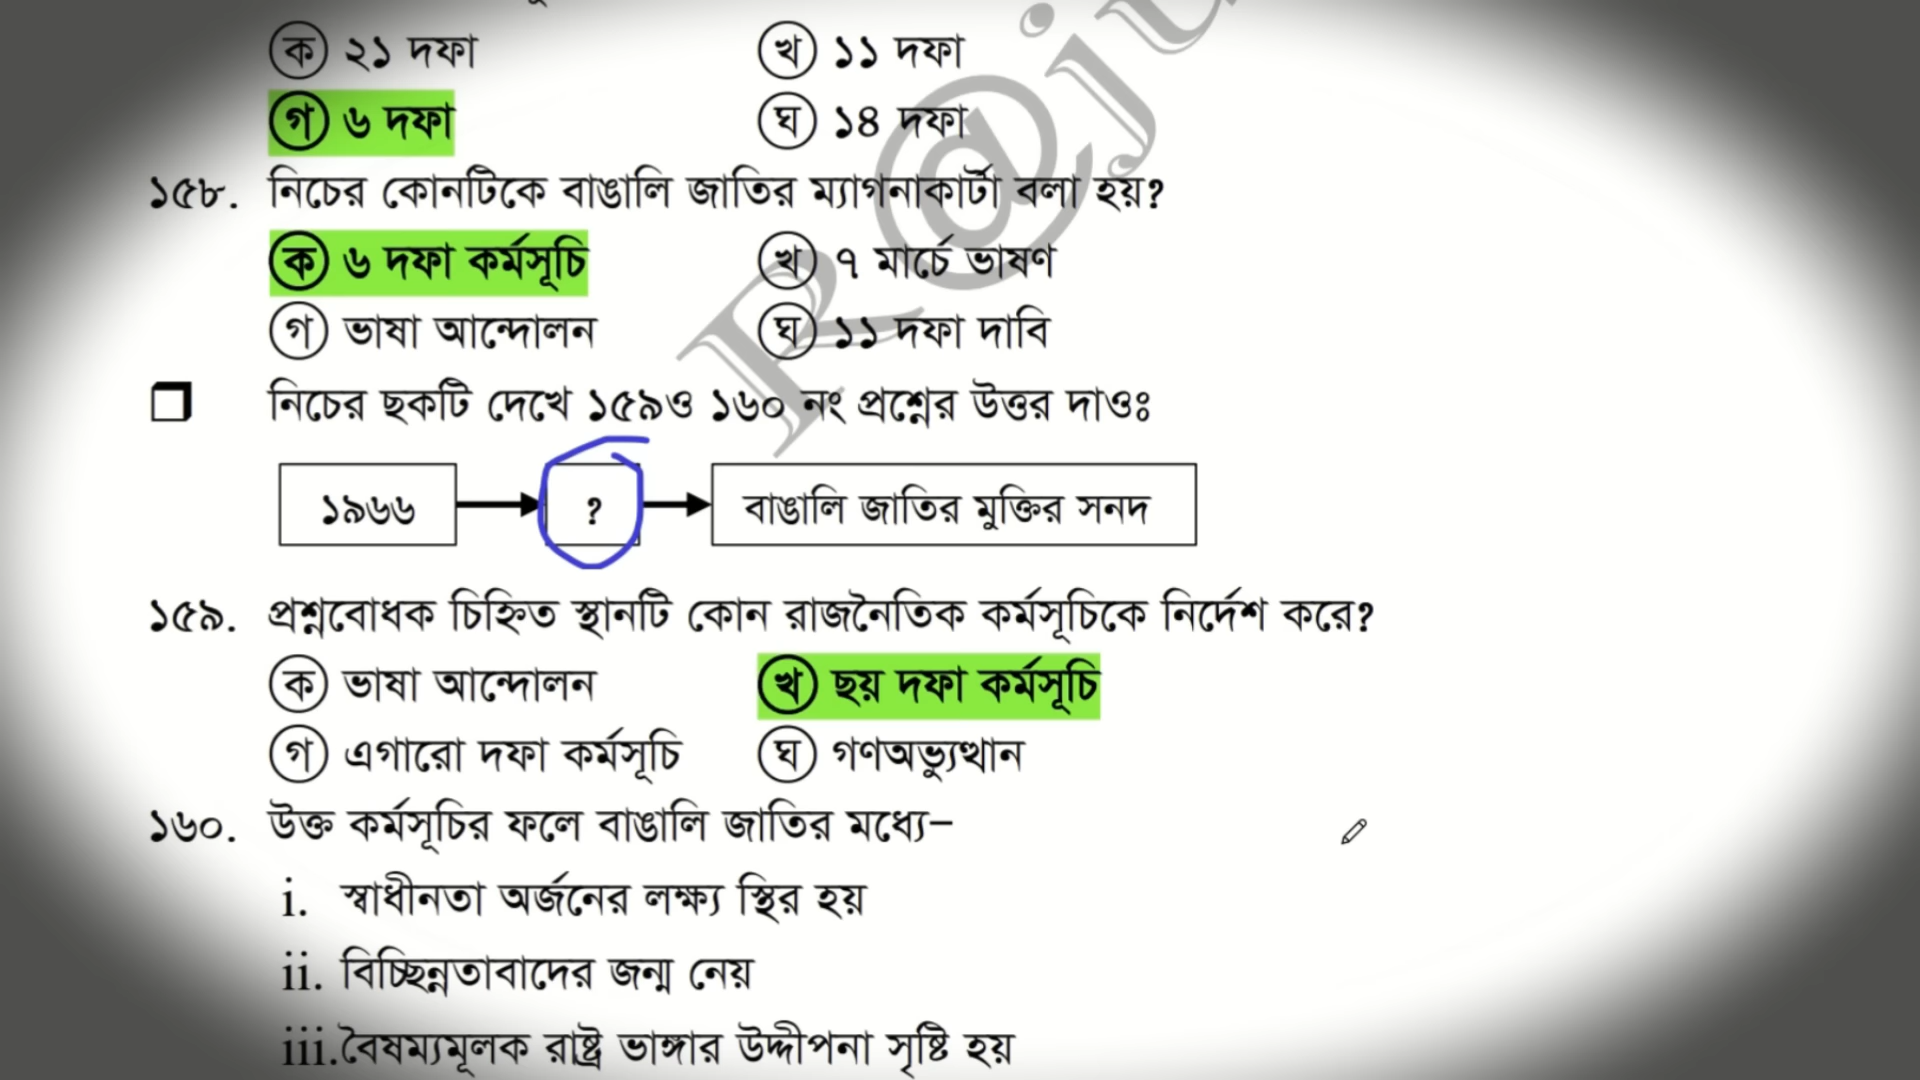 ক ২১ দফা খ ১১ দফা
গ ৬ দফা ঘ ১৪ দফা
১৫৮. নিচের কোনটিকে বাঙালি জাতির ম্যাগনাকার্টা বলা হয়?
ক ৬ দফা কর্মসূচি খ ৭ মার্চে ভাষণ
গ ভাষা আন্দোলন ঘ ১১ দফা দাবি
নিচের ছকটি দেখে ১৫৯ও ১৬০ নং প্রশ্নের উত্তর দাওঃ
১৯৬৬ ? বাঙালি জাতির মুক্তির সনদ
১৫৯. প্রশ্নবোধক চিহ্নিত স্থানটি কোন রাজনৈতিক কর্মসূচিকে নির্দেশ করে?
ক ভাষা আন্দোলন খ ছয় দফা কর্মসূচি
গ এগারো দফা কর্মসূচি ঘ গণঅভ্যুত্থান
১৬০. উক্ত কর্মসূচির ফলে বাঙালি জাতির মধ্যে–
i. স্বাধীনতা অর্জনের লক্ষ্য স্থির হয়
ii. বিচ্ছিন্নতাবাদের জন্ম নেয়
iii. বৈষম্যমূলক রাষ্ট্র ভাঙ্গার উদ্দীপনা সৃষ্টি হয়